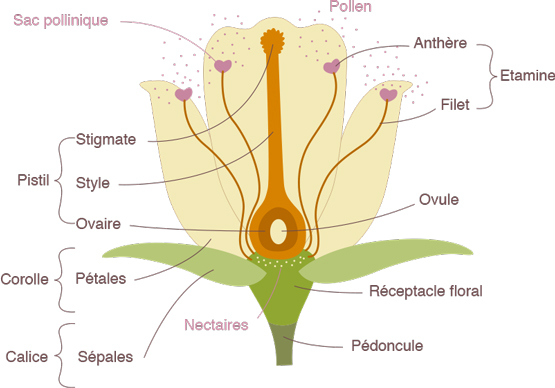 Pollen
Sac pollinique
Anthère
Etamine
Filet
Stigmate
Pistil
Style
Ovule
Ovaire
Corolle
Pétales
Réceptacle floral
Nectaires
Pédoncule
Calice
Sépales